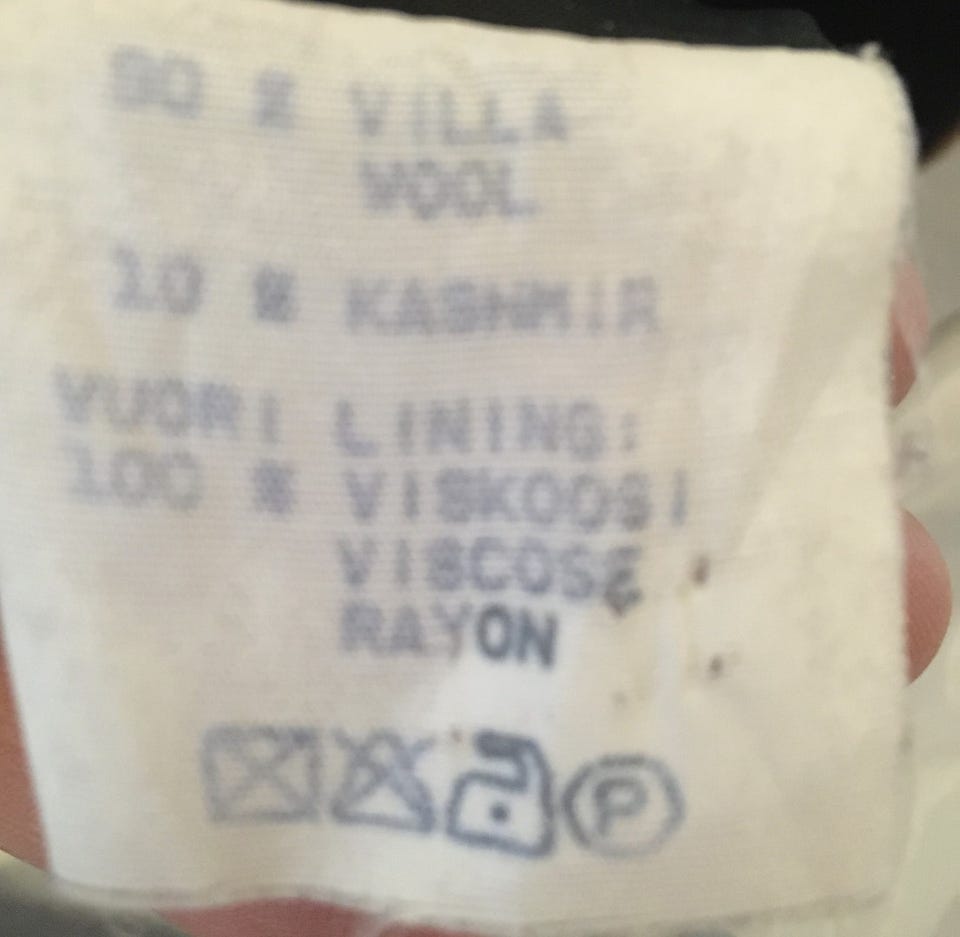 90 % VILLA
WOOL
10 % KASHMIR
VUORI LINING:
100 % VISKOOSI
VISCOSE
RAYON
P